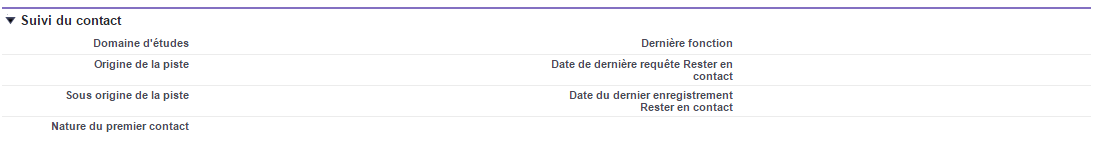 Suivi du contact
Domaine d'études
Dernière fonction
Origine de la piste
Date de dernière requête Rester en
contact
Sous origine de la piste
Date du dernier enregistrement
Rester en contact
Nature du premier contact